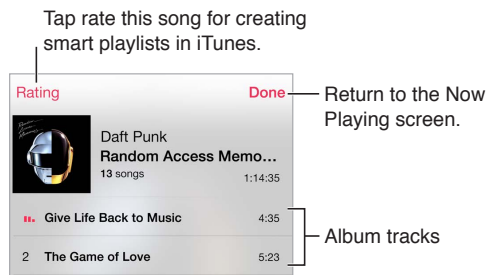 Tap rate this song for creating
smart playlists in iTunes.
Rating
Done
Return to the Now
Playing screen.
Daft Punk
Random Access Memo...
13 songs
1:14:35
Give Life Back to Music 4:35
Album tracks
2 The Game of Love 5:23